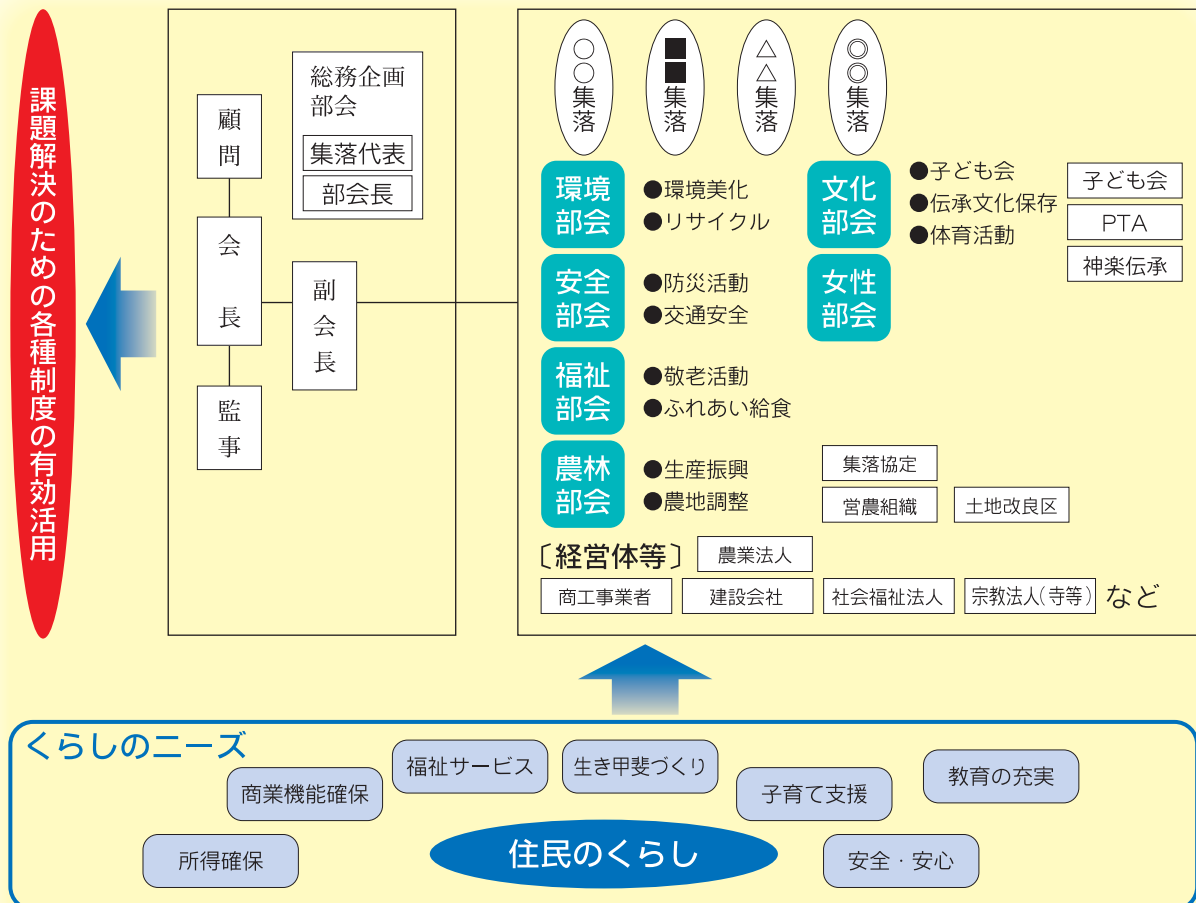 課題解決のための各種制度の有効活用
顧問
会長
監事
総務企画
部会
集落代表
部会長
副会長
○○集落
■■集落
△△集落
◎◎集落
環境
部会
●環境美化
●リサイクル
文化
部会
●子ども会
●伝承文化保存
●体育活動
子ども会
PTA
神楽伝承
安全
部会
●防災活動
●交通安全
女性
部会
福祉
部会
●敬老活動
●ふれあい給食
農林
部会
●生産振興
●農地調整
集落協定
営農組織
土地改良区
〔経営体等〕
農業法人
商工事業者
建設会社
社会福祉法人
宗教法人(寺等)
など
くらしのニーズ
福祉サービス
生き甲斐づくり
商業機能確保
子育て支援
教育の充実
所得確保
住民のくらし
安全・安心